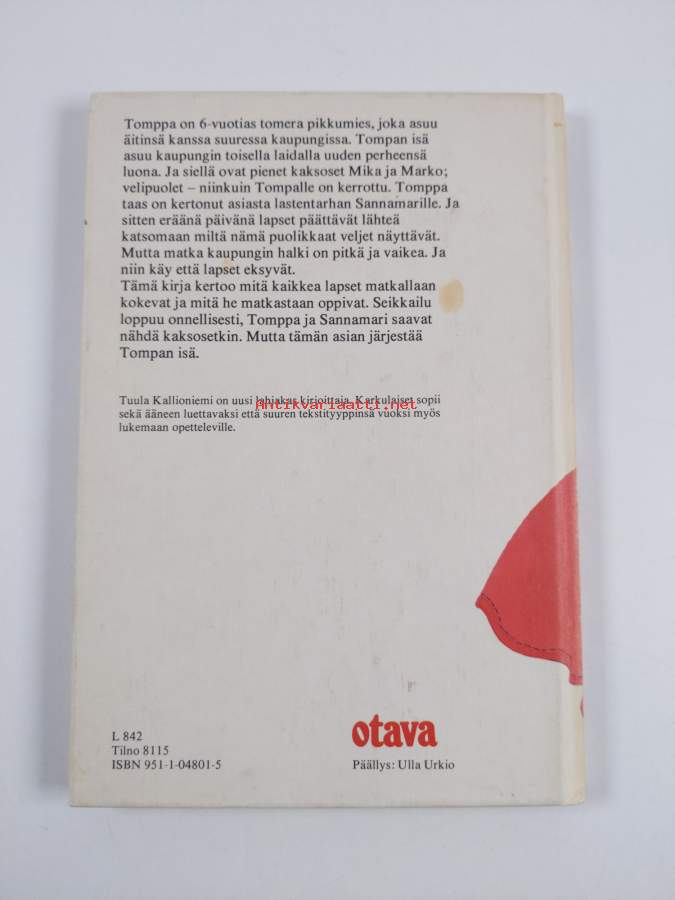 Tomppa on 6-vuotias tomera pikkumies, joka asuu
äitinsä kanssa suuressa kaupungissa. Tompan isä
asuu kaupungin toisella laidalla uuden perheensä
luona. Ja siellä ovat pienet kaksoset Mika ja Marko;
velipuolet – niinkuin Tompalle on kerrottu. Tomppa
taas on kertonut asiasta lastentarhan Sannamarille. Ja
sitten eräänä päivänä lapset päättävät lähteä
katsomaan miltä nämä puolikkaat veljet näyttävät.
Mutta matka kaupungin halki on pitkä ja vaikea. Ja
niin käy että lapset eksyvät.
Tämä kirja kertoo mitä kaikkea lapset matkallaan
kokevat ja mitä he matkastaan oppivat. Seikkailu
loppuu onnellisesti, Tomppa ja Sannamari saavat
nähdä kaksosetkin. Mutta tämän asian järjestää
Tompan isä.
Tuula Kallioniemi on uusi lahjakas kirjoittaja. Karkulaiset sopii
Antikvariaatti.net
sekä ääneen luettavaksi että suuren tekstityyppinsä vuoksi myös
lukemaan opetteleville.
L 842
Tilno 8115
ISBN 951-1-04801-5
otava
Päällys: Ulla Urkio